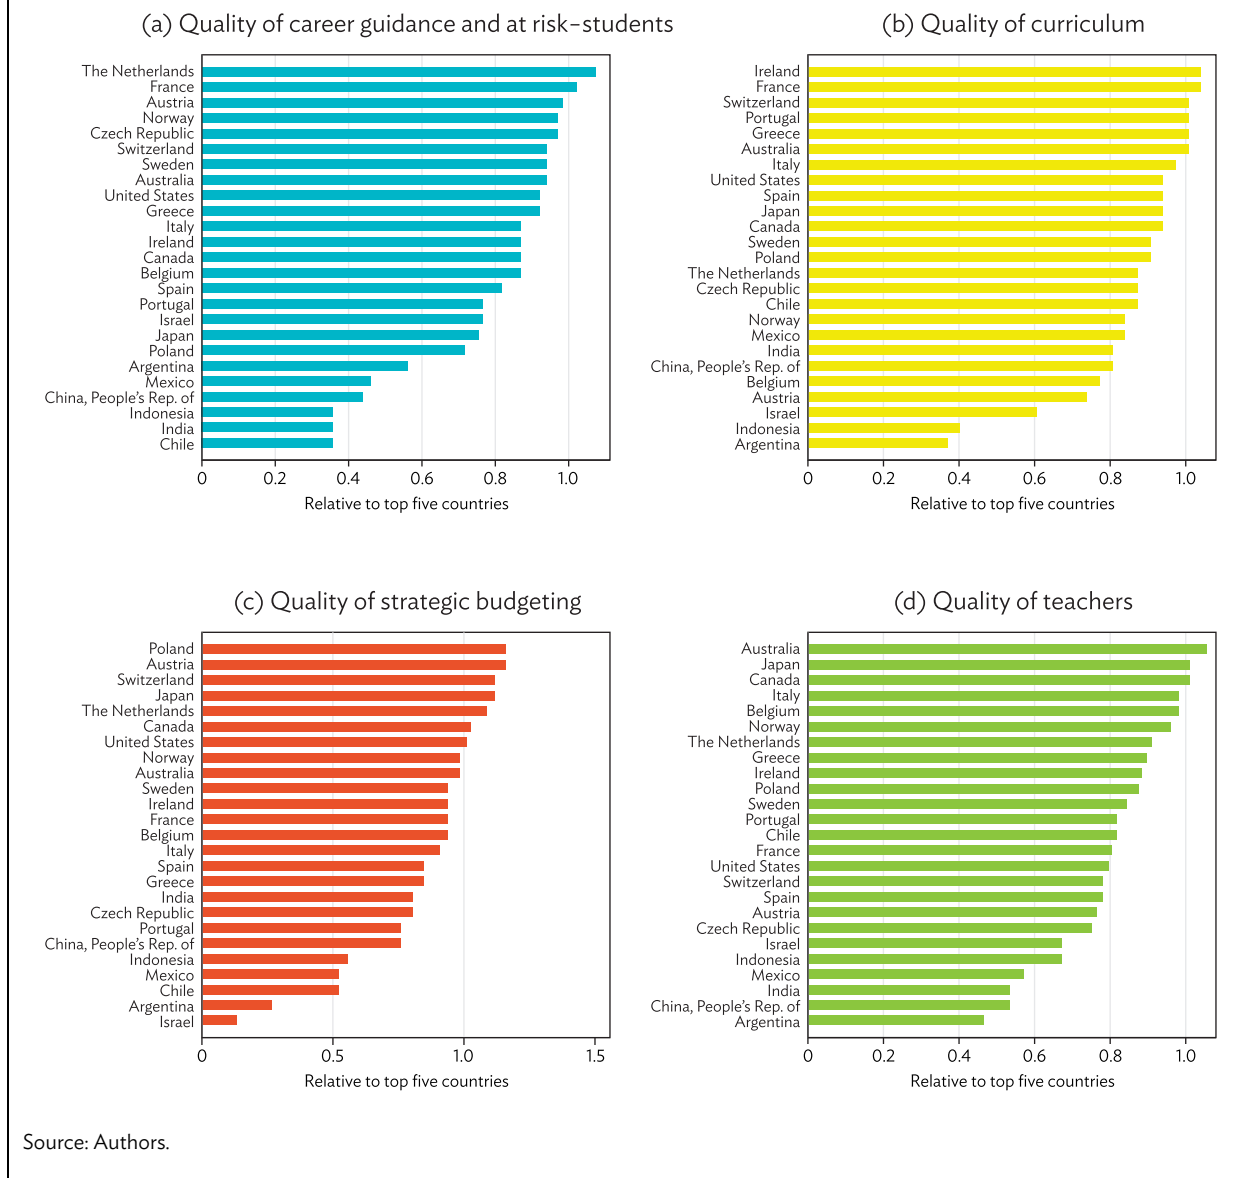 (a) Quality of career guidance and at risk–students
The Netherlands
France
Austria
Norway
Czech Republic
Switzerland
Sweden
Australia
United States
Greece
Italy
Ireland
Canada
Belgium
Spain
Portugal
Israel
Japan
Poland
Argentina
Mexico
China, People's Rep. of
Indonesia
India
Chile
0 0.2 0.4 0.6 0.8 1.0
Relative to top five countries
(b) Quality of curriculum
Ireland
France
Switzerland
Portugal
Greece
Australia
Italy
United States
Spain
Japan
Canada
Sweden
Poland
The Netherlands
Czech Republic
Chile
Norway
Mexico
India
China, People's Rep. of
Belgium
Austria
Israel
Indonesia
Argentina
0 0.2 0.4 0.6 0.8 1.0
Relative to top five countries
(c) Quality of strategic budgeting
Poland
Austria
Switzerland
Japan
The Netherlands
Canada
United States
Norway
Australia
Sweden
Ireland
France
Belgium
Italy
Spain
Greece
India
Czech Republic
Portugal
China, People's Rep. of
Indonesia
Mexico
Chile
Argentina
Israel
0 0.5 1.0 1.5
Relative to top five countries
(d) Quality of teachers
Australia
Japan
Canada
Italy
Belgium
Norway
The Netherlands
Greece
Ireland
Poland
Sweden
Portugal
Chile
France
United States
Switzerland
Spain
Austria
Czech Republic
Israel
Indonesia
Mexico
India
China, People's Rep. of
Argentina
0 0.2 0.4 0.6 0.8 1.0
Relative to top five countries
Source: Authors.